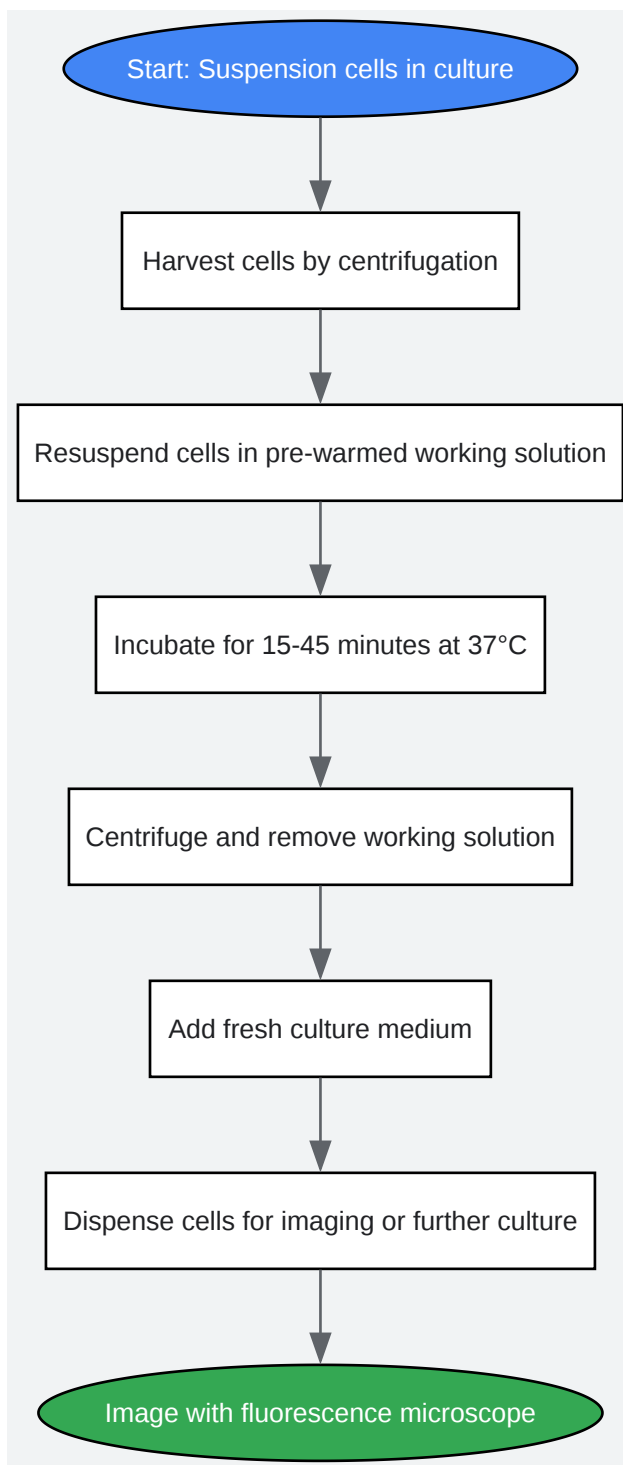 Start: Suspension cells in culture
Harvest cells by centrifugation
Resuspend cells in pre-warmed working solution
Incubate for 15-45 minutes at 37°C
Centrifuge and remove working solution
Add fresh culture medium
Dispense cells for imaging or further culture
Image with fluorescence microscope